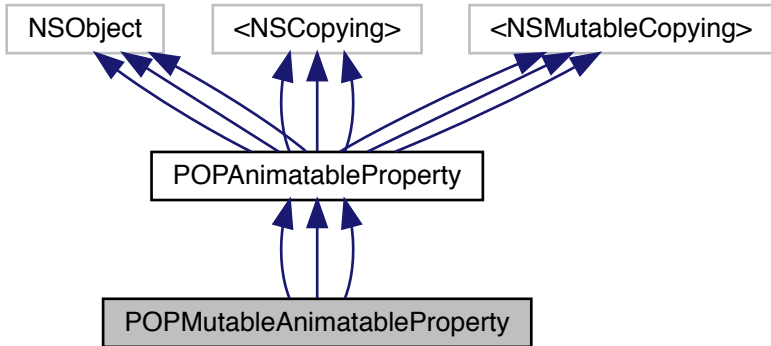 NSObject
<NSCopying>
<NSMutableCopying>
POPAnimatableProperty
POPMutableAnimatableProperty